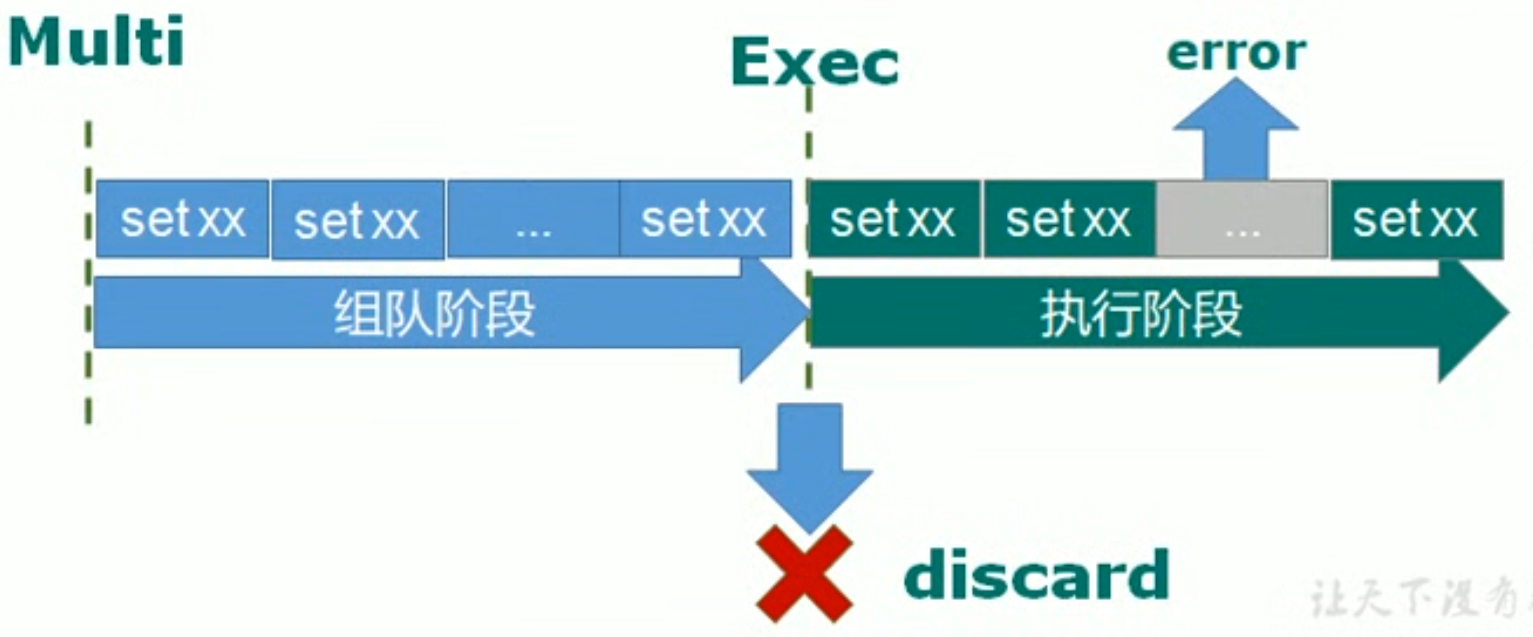 Multi
Exec
error
set xx
set xx
...
set xx
set xx
set xx
...
set xx
组队阶段
执行阶段
discard
让天下没有